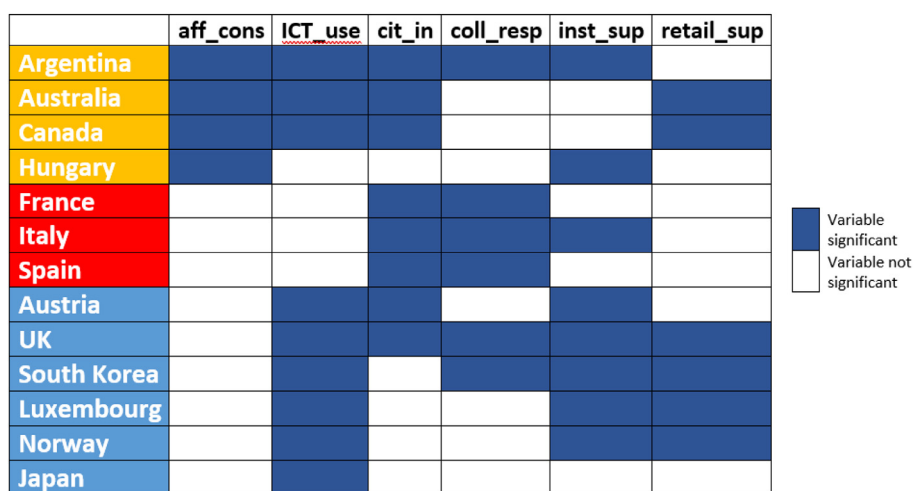 aff_cons ICT_use cit_in coll_resp inst_sup retail_sup
Argentina
Australia
Canada
Hungary
France
Italy
Spain
Austria
UK
South Korea
Luxembourg
Norway
Japan
Variable
significant
Variable not
significant